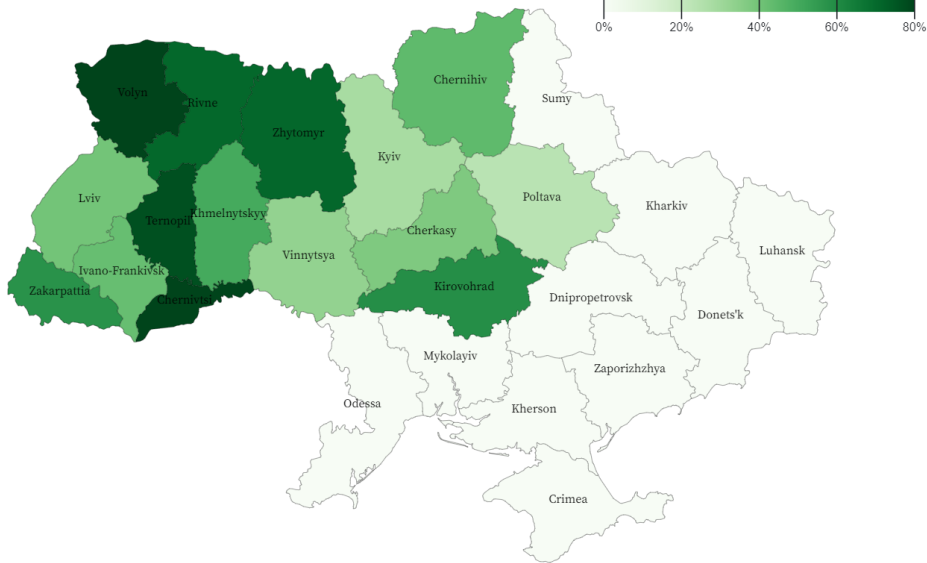 0% 20% 40% 60% 80%
Chernihiv
Volyn
Sumy
Rivne
Zhytomyr
Kyiv
Lviv
Poltava
Kharkiv
Khmelnytskyy
Ternopil
Cherkasy
Luhansk
Vinnytsya
Ivano-Frankivsk
Kirovohrad
Zakarpattia
Dnipropetrovsk
Chernivtsi
Donets'k
Mykolayiv
Zaporizhzhya
Odessa
Kherson
Crimea